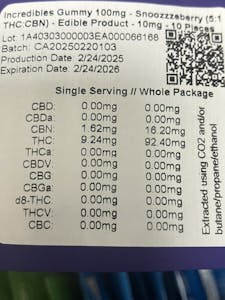 Incredibles Gummy 100mg - Snoozzzeberry (5:1
THC:CBN) - Edible Product - 10mg - 10 Pieces
Lot: 1A40303000003EA000066168
Batch: CA20250220103
Production Date: 2/24/2025
Expiration Date: 2/24/2026
Single Serving // Whole Package
CBD: 0.00mg 0.00mg
CBDa: 0.00mg 0.00mg
CBN: 1.62mg 16.20mg
THC: 9.24mg 92.40mg
THCa: 0.00mg 0.00mg
CBDV: 0.00mg 0.00mg
CBG: 0.00mg 0.00mg
CBGa: 0.00mg 0.00mg
d8-THC: 0.00mg 0.00mg
THCV: 0.00mg 0.00mg
CBC: 0.00mg 0.00mg
Extracted using CO2 and/or
butane/propane/ethanol